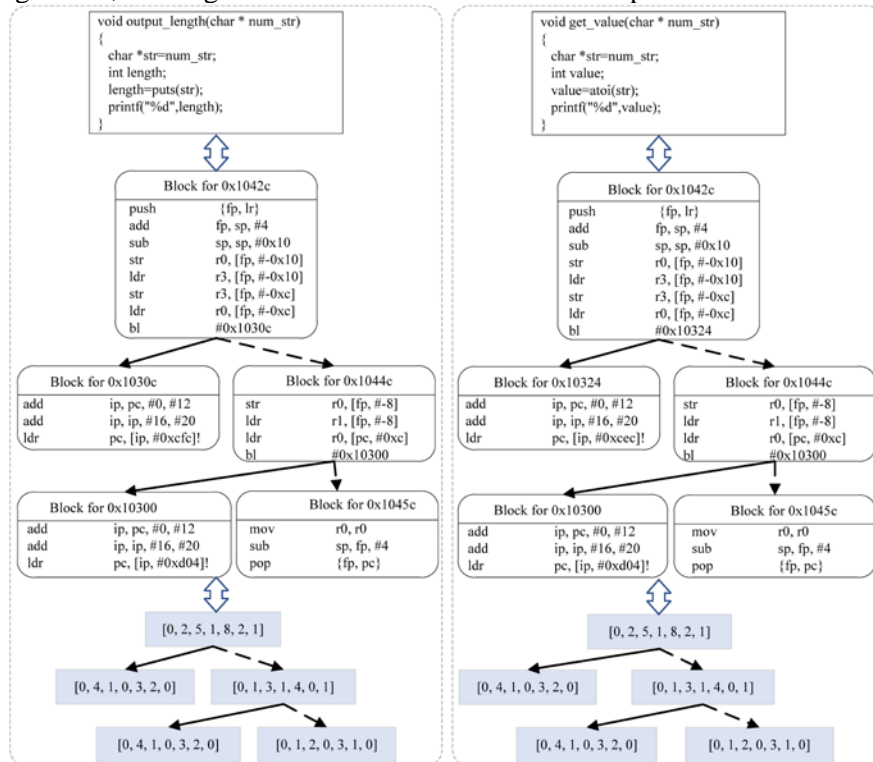 void output_length(char * num_str)
{
char *str=num_str;
int length;
length=puts(str);
printf("%d",length);
}
Block for 0x1042c
push {fp, lr}
add fp, sp, #4
sub sp, sp, #0x10
str r0, [fp, #-0x10]
ldr r3, [fp, #-0x10]
str r3, [fp, #-0xc]
ldr r0, [fp, #-0xc]
bl #0x1030c
Block for 0x1030c
add ip, pc, #0, #12
add ip, ip, #16, #20
ldr pc, [ip, #0xcfc]!
Block for 0x1044c
str r0, [fp, #-8]
ldr r1, [fp, #-8]
ldr r0, [pc, #0xc]
bl #0x10300
Block for 0x10300
add ip, pc, #0, #12
add ip, ip, #16, #20
ldr pc, [ip, #0xd04]!
Block for 0x1045c
mov r0, r0
sub sp, fp, #4
pop {fp, pc}
[0, 2, 5, 1, 8, 2, 1]
[0, 4, 1, 0, 3, 2, 0]
[0, 1, 3, 1, 4, 0, 1]
[0, 4, 1, 0, 3, 2, 0]
[0, 1, 2, 0, 3, 1, 0]
void get_value(char * num_str)
{
char *str=num_str;
int value;
value=atoi(str);
printf("%d",value);
}
Block for 0x1042c
push {fp, lr}
add fp, sp, #4
sub sp, sp, #0x10
str r0, [fp, #-0x10]
ldr r3, [fp, #-0x10]
str r3, [fp, #-0xc]
ldr r0, [fp, #-0xc]
bl #0x10324
Block for 0x10324
add ip, pc, #0, #12
add ip, ip, #16, #20
ldr pc, [ip, #0xcec]!
Block for 0x1044c
str r0, [fp, #-8]
ldr r1, [fp, #-8]
ldr r0, [pc, #0xc]
bl #0x10300
Block for 0x10300
add ip, pc, #0, #12
add ip, ip, #16, #20
ldr pc, [ip, #0xd04]!
Block for 0x1045c
mov r0, r0
sub sp, fp, #4
pop {fp, pc}
[0, 2, 5, 1, 8, 2, 1]
[0, 4, 1, 0, 3, 2, 0]
[0, 1, 3, 1, 4, 0, 1]
[0, 4, 1, 0, 3, 2, 0]
[0, 1, 2, 0, 3, 1, 0]